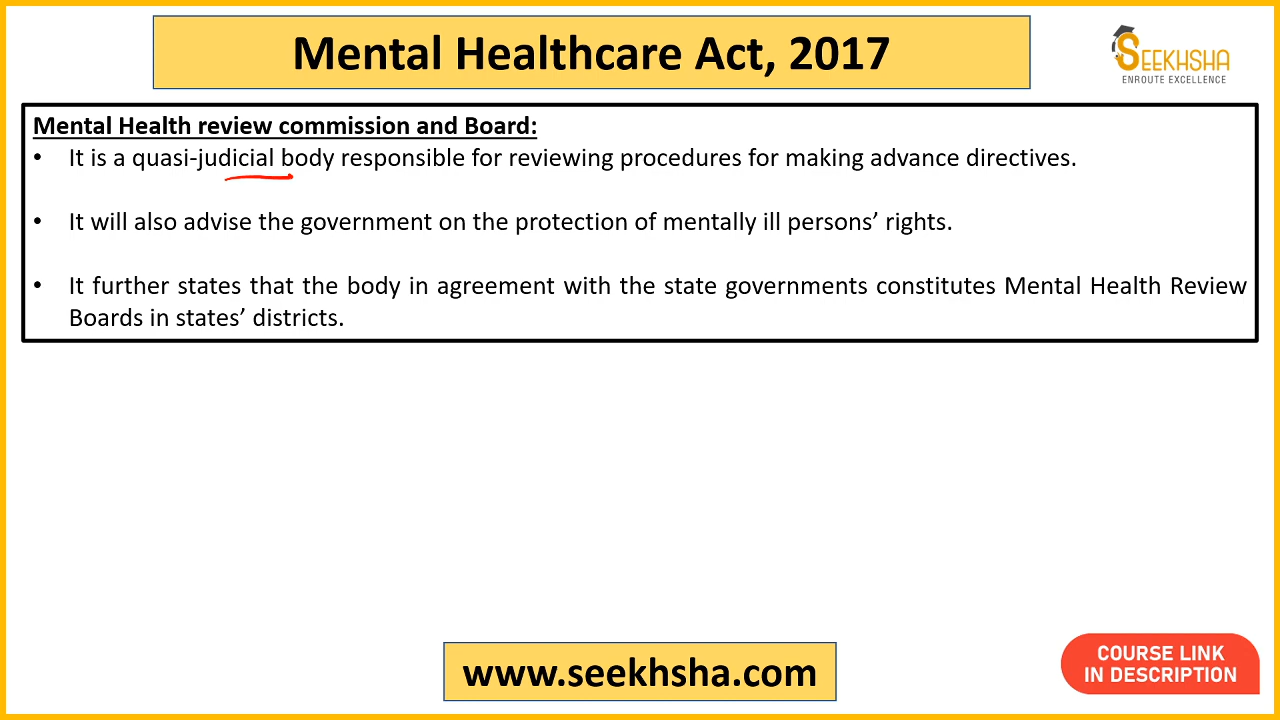 Mental Healthcare Act, 2017
SEEKHSHA
ENROUTE EXCELLENCE
Mental Health review commission and Board:
• It is a quasi-judicial body responsible for reviewing procedures for making advance directives.
• It will also advise the government on the protection of mentally ill persons’ rights.
• It further states that the body in agreement with the state governments constitutes Mental Health Review
Boards in states’ districts.
www.seekhsha.com
COURSE LINK
IN DESCRIPTION